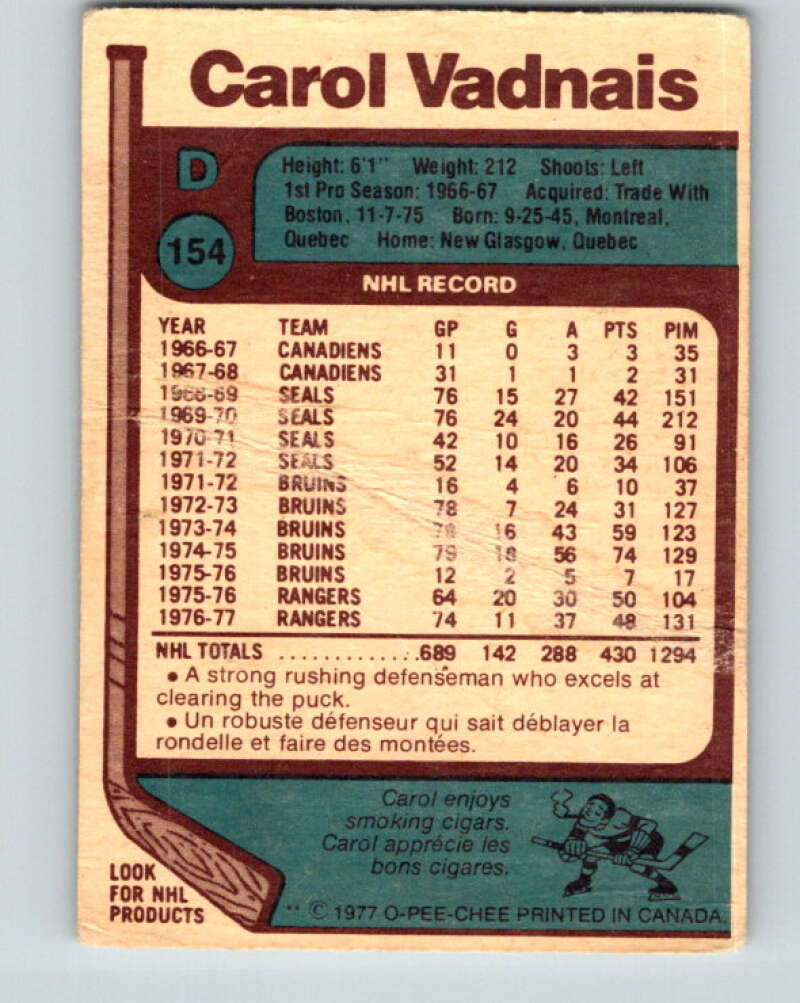 Carol Vadnais
D
154
Height: 6'1" Weight: 212 Shoots: Left
1st Pro Season: 1966-67 Acquired: Trade With
Boston, 11-7-75 Born: 9-25-45, Montreal,
Quebec Home: New Glasgow, Quebec
NHL RECORD
YEAR TEAM GP G A PTS PIM
1966-67 CANADIENS 11 0 3 3 35
1967-68 CANADIENS 31 1 1 2 31
1968-69 SEALS 76 15 27 42 151
1969-70 SEALS 76 24 20 44 212
1970-71 SEALS 42 10 16 26 91
1971-72 SEALS 52 14 20 34 106
1971-72 BRUINS 16 4 6 10 37
1972-73 BRUINS 78 7 24 31 127
1973-74 BRUINS 78 16 43 59 123
1974-75 BRUINS 79 18 56 74 129
1975-76 BRUINS 12 2 5 7 17
1975-76 RANGERS 64 20 30 50 104
1976-77 RANGERS 74 11 37 48 131
NHL TOTALS ..............689 142 288 430 1294
• A strong rushing defenseman who excels at
clearing the puck.
• Un robuste défenseur qui sait déblayer la
rondelle et faire des montées.
Carol enjoys
smoking cigars.
Carol apprécie les
bons cigares.
LOOK
FOR NHL
PRODUCTS
** © 1977 O-PEE-CHEE PRINTED IN CANADA.